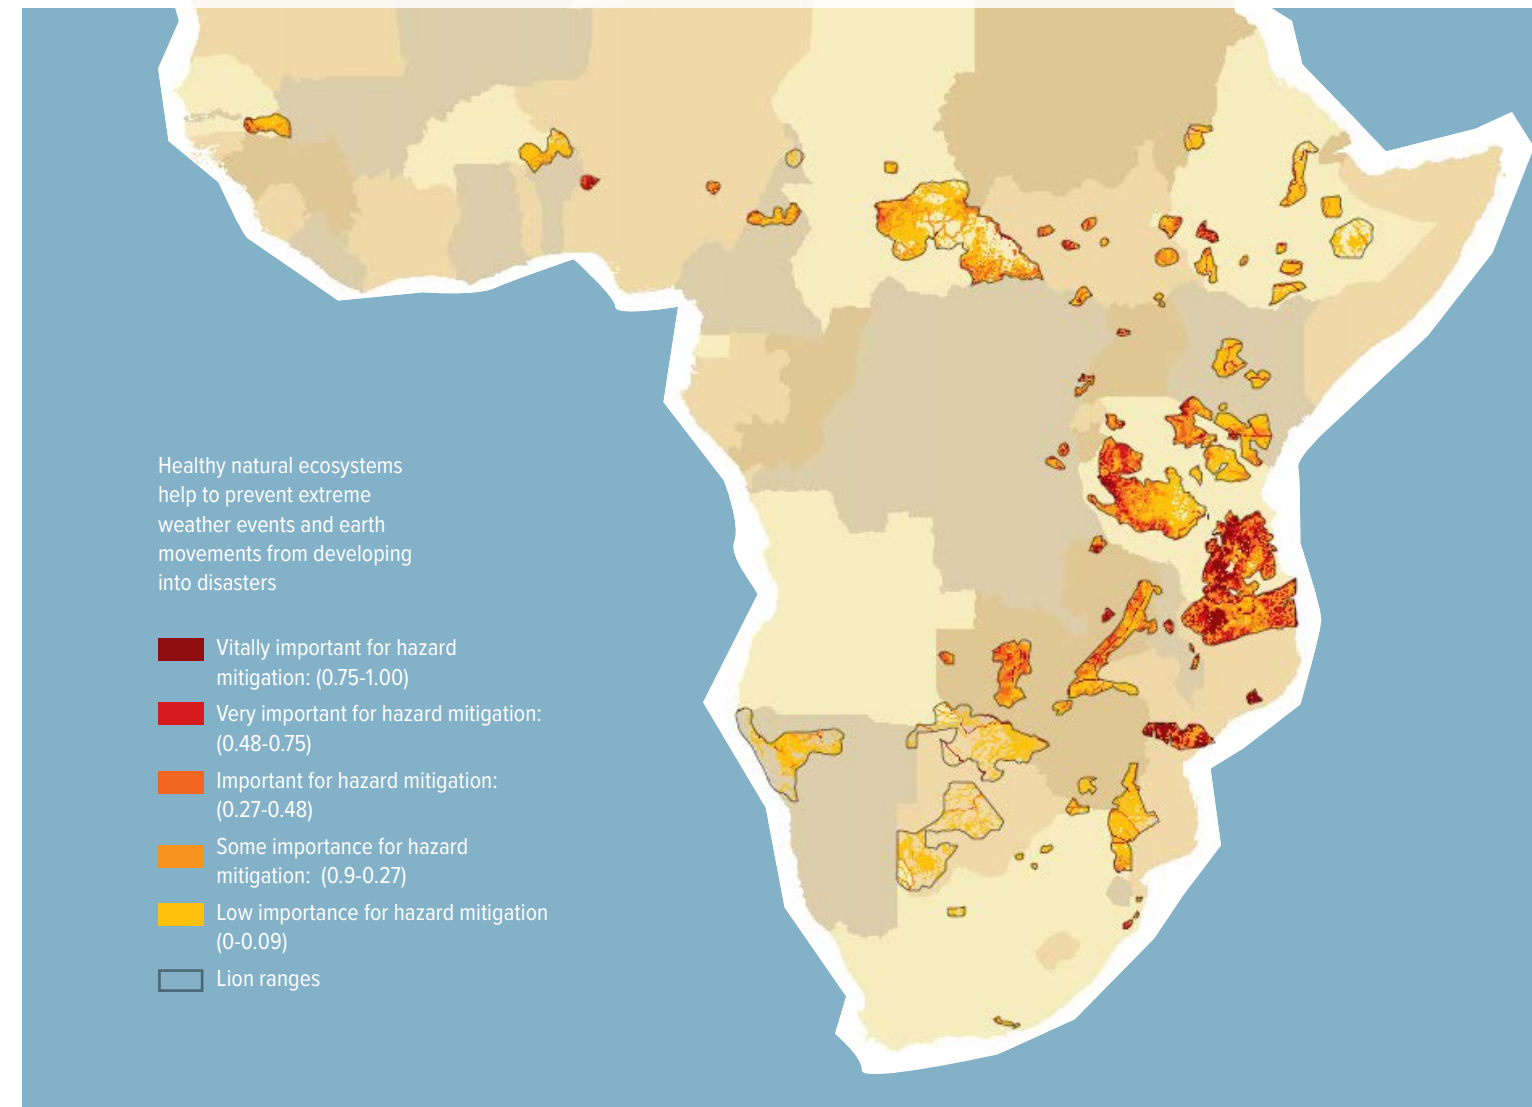 Healthy natural ecosystems
help to prevent extreme
weather events and earth
movements from developing
into disasters
Vitally important for hazard
mitigation: (0.75-1.00)
Very important for hazard mitigation:
(0.48-0.75)
Important for hazard mitigation:
(0.27-0.48)
Some importance for hazard
mitigation:  (0.9-0.27)
Low importance for hazard mitigation
(0-0.09)
Lion ranges